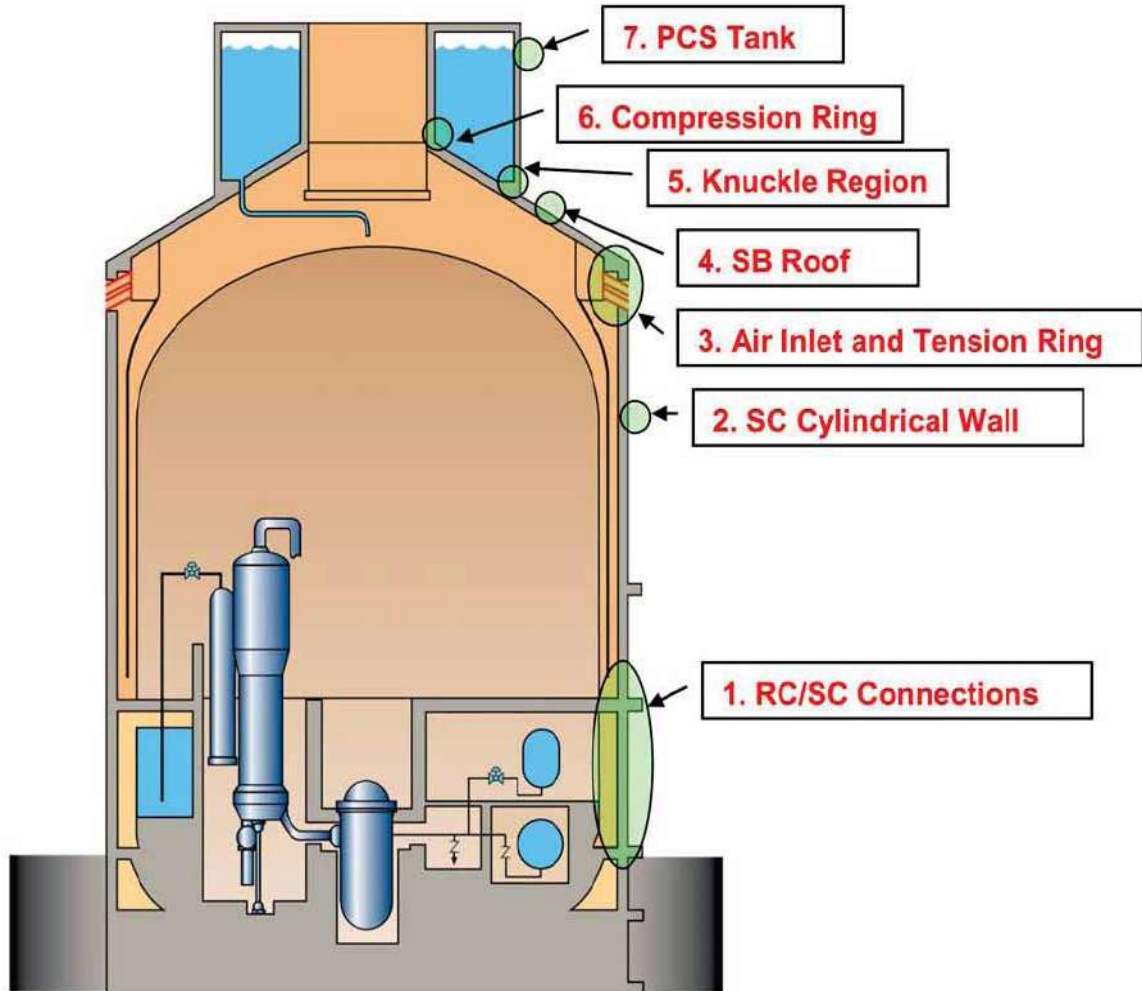 7. PCS Tank
6. Compression Ring
5. Knuckle Region
4. SB Roof
3. Air Inlet and Tension Ring
2. SC Cylindrical Wall
1. RC/SC Connections